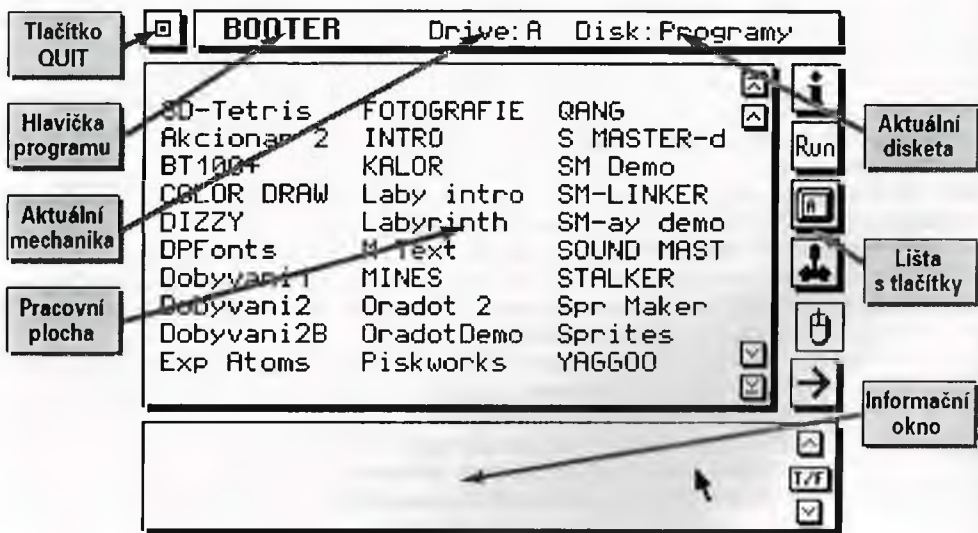 Tlačítko
QUIT
BOOTER Drive:A Disk:Programy
Hlavička
programu
Aktuální
mechanika
Pracovní
plocha
3D-Tetris FOTOGRAFIE QANG
Akcionam 2 INTRO S MASTER-d
BT100+ KALOR SM Demo
COLOR DRAW Laby intro SM-LINKER
DIZZY Labyrinth SM-ay demo
DPFonts M Text SOUND MAST
Dobyvani1 MINES STALKER
Dobyvani2 Oradot 2 Spr Maker
Dobyvani2B OradotDemo Sprites
Exp Atoms Piskworks YAGGOO
i
Run
A
T/F
Aktuální
disketa
Lišta
s tlačítky
Informační
okno